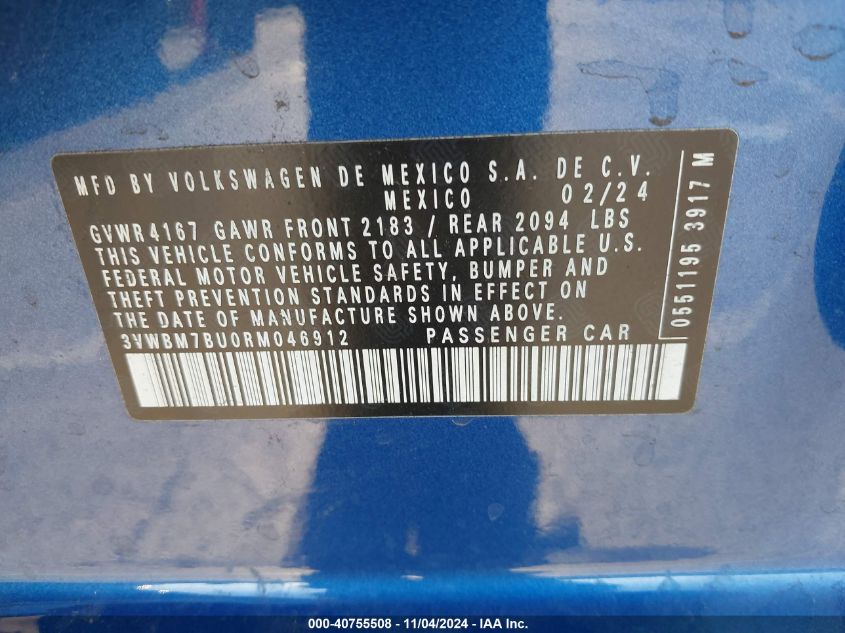 MFD BY VOLKSWAGEN DE MEXICO S.A. DE C.V.
MEXICO 02/24
GVWR 4167 GAWR FRONT 2183 / REAR 2094 LBS
THIS VEHICLE CONFORMS TO ALL APPLICABLE U.S.
FEDERAL MOTOR VEHICLE SAFETY, BUMPER AND
THEFT PREVENTION STANDARDS IN EFFECT ON
THE DATE OF MANUFACTURE SHOWN ABOVE.
3VWBM7BU0RM046912 PASSENGER CAR
0551195 3917 M
000-40755508 - 11/04/2024 - IAA Inc.